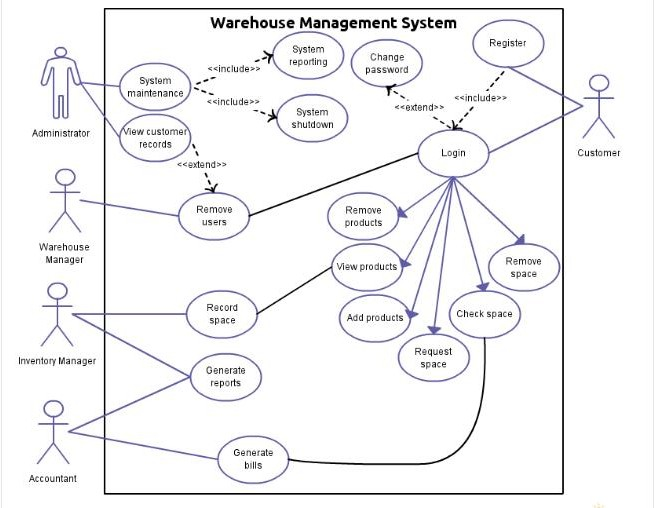 Warehouse Management System
System
reporting
Change
password
Register
<<include>>
System
maintenance
<<include>>
<<extend>>
<<include>>
System
shutdown
Administrator
View customer
records
Login
Customer
<<extend>>
Remove
users
Remove
products
Warehouse
Manager
View products
Remove
space
Record
space
Add products
Check space
Inventory Manager
Request
space
Generate
reports
Generate
bills
Accountant